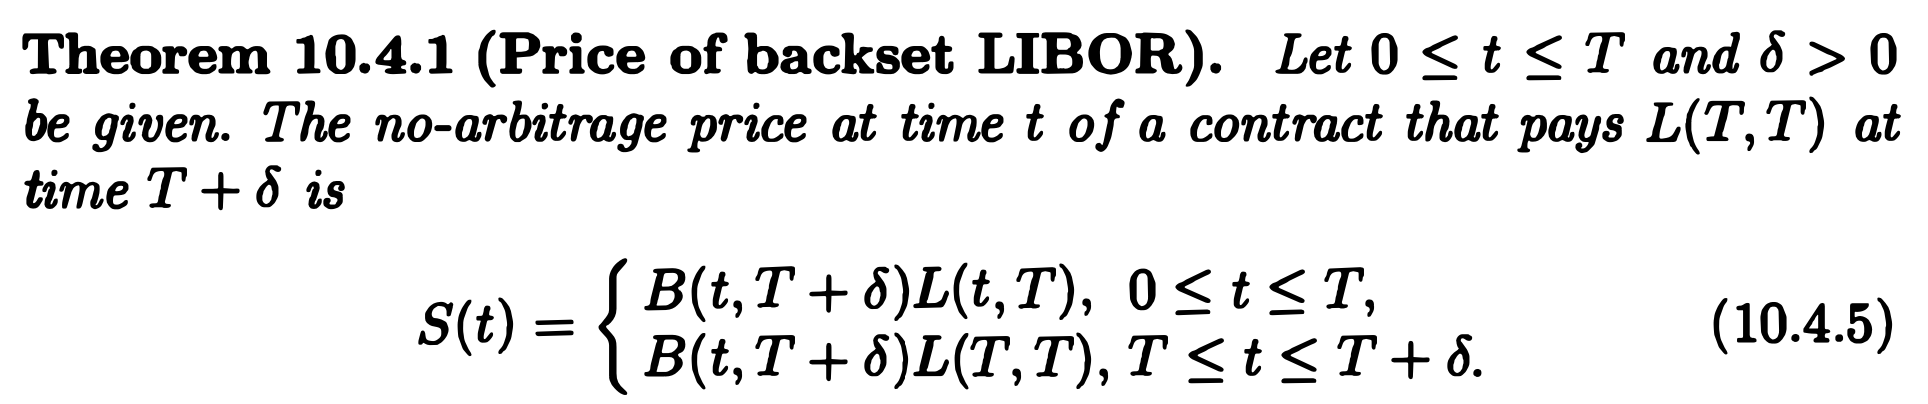 Theorem 10.4.1 (Price of backset LIBOR). Let 0 ≤ t ≤ T and δ > 0
be given. The no-arbitrage price at time t of a contract that pays L(T, T) at
time T + δ is
S(t) = { B(t, T + δ)L(t, T), 0 ≤ t ≤ T,
B(t, T + δ)L(T, T), T ≤ t ≤ T + δ. (10.4.5)